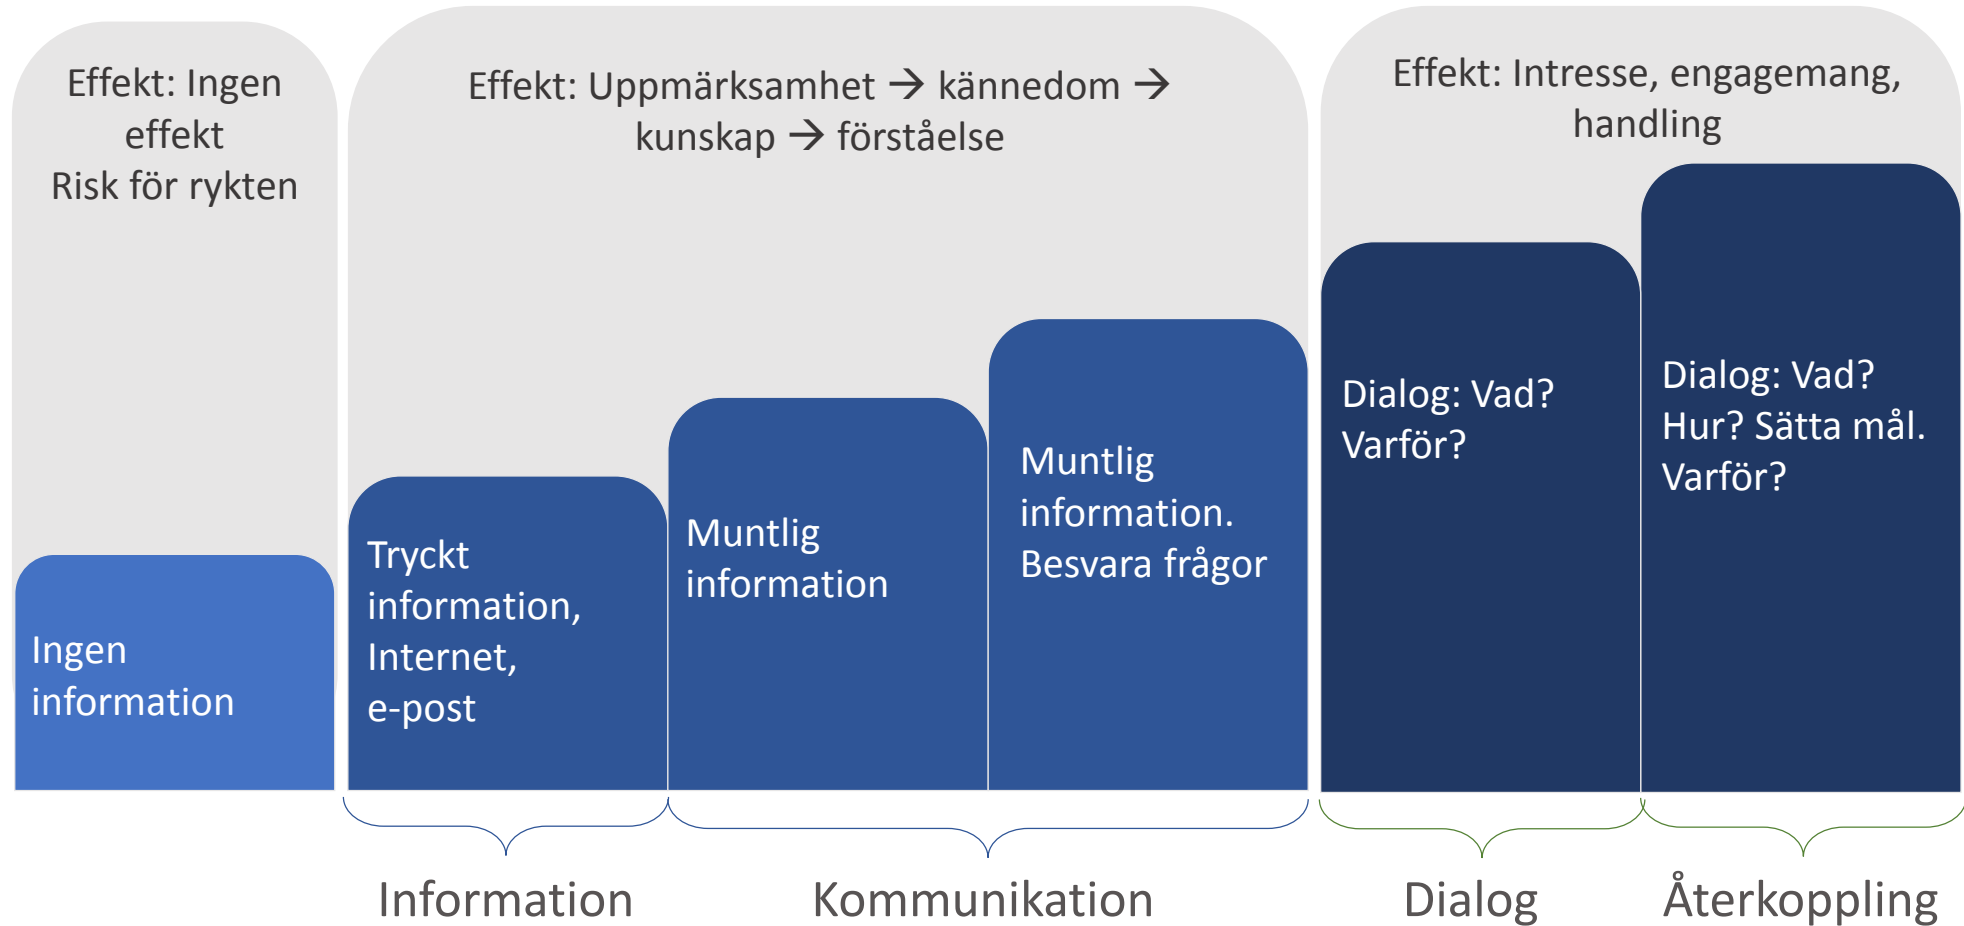 Effekt: Ingen
effekt
Risk för rykten
Effekt: Uppmärksamhet → kännedom →
kunskap → förståelse
Effekt: Intresse, engagemang,
handling
Ingen
information
Tryckt
information,
Internet,
e-post
Muntlig
information
Muntlig
information.
Besvara frågor
Dialog: Vad?
Varför?
Dialog: Vad?
Hur? Sätta mål.
Varför?
Information
Kommunikation
Dialog
Återkoppling